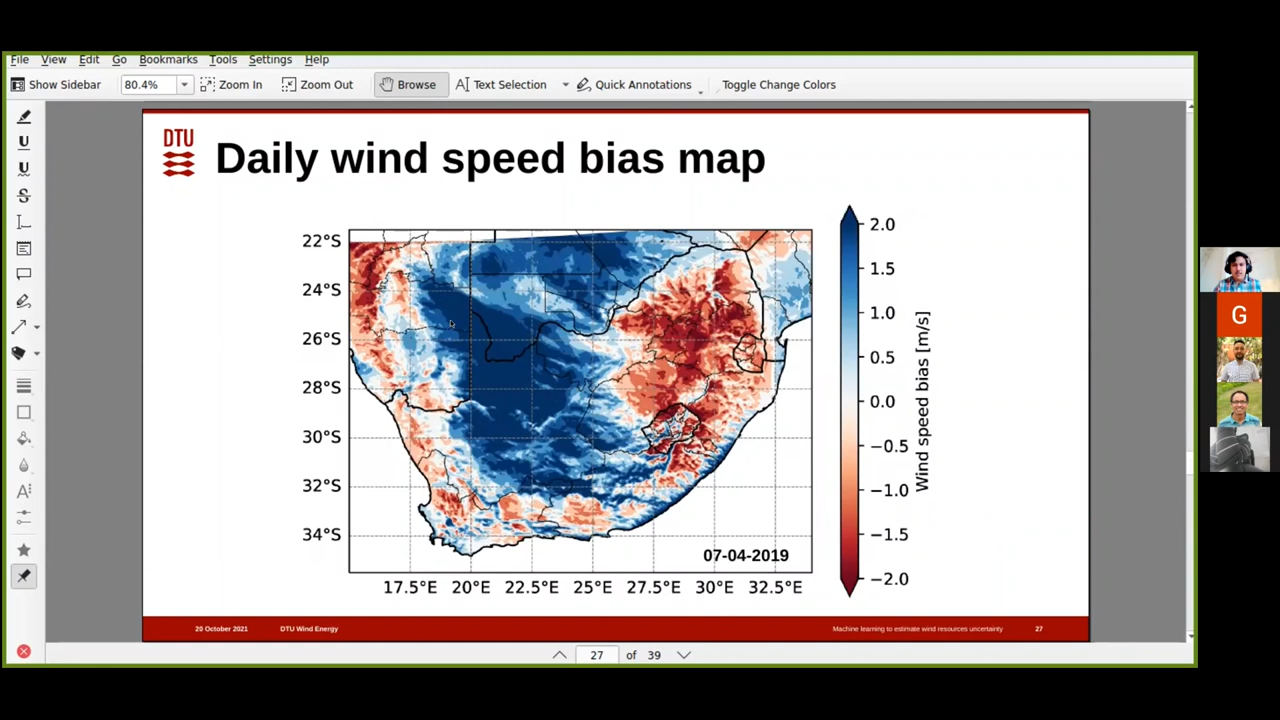 File View Edit Go Bookmarks Tools Settings Help
Show Sidebar 80.4% Zoom In Zoom Out Browse Text Selection Quick Annotations Toggle Change Colors
DTU
Daily wind speed bias map
22°S
24°S
26°S
28°S
30°S
32°S
34°S
17.5°E 20°E 22.5°E 25°E 27.5°E 30°E 32.5°E
07-04-2019
2.0
1.5
1.0
0.5
0.0
−0.5
−1.0
−1.5
−2.0
Wind speed bias [m/s]
20 October 2021 DTU Wind Energy Machine learning to estimate wind resources uncertainty 27
27 of 39
G